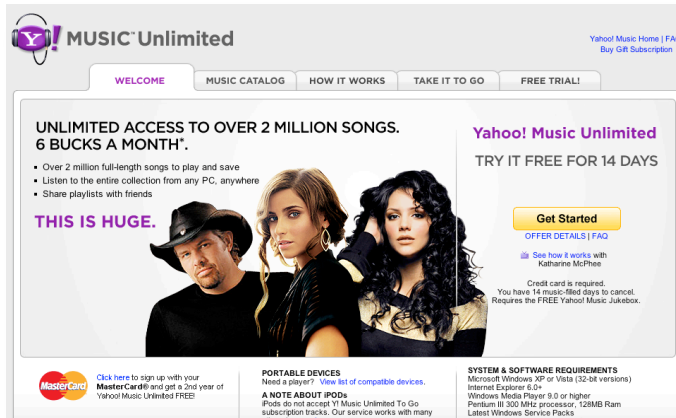 Y! MUSIC™ Unlimited
Yahoo! Music Home | FA
Buy Gift Subscription
WELCOME
MUSIC CATALOG
HOW IT WORKS
TAKE IT TO GO
FREE TRIAL!
UNLIMITED ACCESS TO OVER 2 MILLION SONGS.
6 BUCKS A MONTH*.
Over 2 million full-length songs to play and save
Listen to the entire collection from any PC, anywhere
Share playlists with friends
THIS IS HUGE.
Yahoo! Music Unlimited
TRY IT FREE FOR 14 DAYS
Get Started
OFFER DETAILS | FAQ
See how it works with
Katharine McPhee
Credit card is required.
You have 14 music-filled days to cancel.
Requires the FREE Yahoo! Music Jukebox.
MasterCard
Click here to sign up with your
MasterCard® and get a 2nd year of
Yahoo! Music Unlimited FREE!
PORTABLE DEVICES
Need a player? View list of compatible devices.
A NOTE ABOUT iPODs
iPods do not accept Y! Music Unlimited To Go
subscription tracks. Our service works with many
SYSTEM & SOFTWARE REQUIREMENTS
Microsoft Windows XP or Vista (32-bit versions)
Internet Explorer 6.0+
Windows Media Player 9.0 or higher
Pentium III 300 MHz processor, 128MB Ram
Latest Windows Service Packs